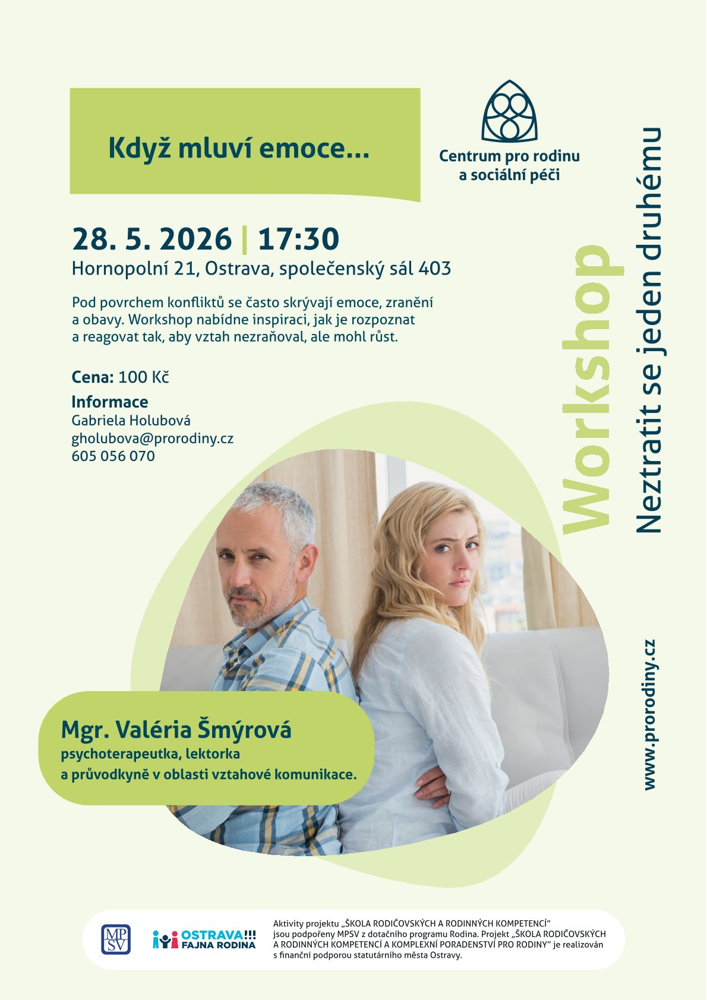 Když mluví emoce...
Centrum pro rodinu
a sociální péči
28. 5. 2026 | 17:30
Hornopolní 21, Ostrava, společenský sál 403
Pod povrchem konfliktů se často skrývají emoce, zranění
a obavy. Workshop nabídne inspiraci, jak je rozpoznat
a reagovat tak, aby vztah nezraňoval, ale mohl růst.
Cena: 100 Kč
Informace
Gabriela Holubová
gholubova@prorodiny.cz
605 056 070
Workshop
Neztratit se jeden druhému
www.prorodiny.cz
Mgr. Valéria Šmýrová
psychoterapeutka, lektorka
a průvodkyně v oblasti vztahové komunikace.
MP
SV
OSTRAVA!!!
FAJNA RODINA
Aktivity projektu „ŠKOLA RODIČOVSKÝCH A RODINNÝCH KOMPETENCÍ“
jsou podpořeny MPSV z dotačního programu Rodina. Projekt „ŠKOLA RODIČOVSKÝCH
A RODINNÝCH KOMPETENCÍ A KOMPLEXNÍ PORADENSTVÍ PRO RODINY“ je realizován
s finanční podporou statutárního města Ostravy.